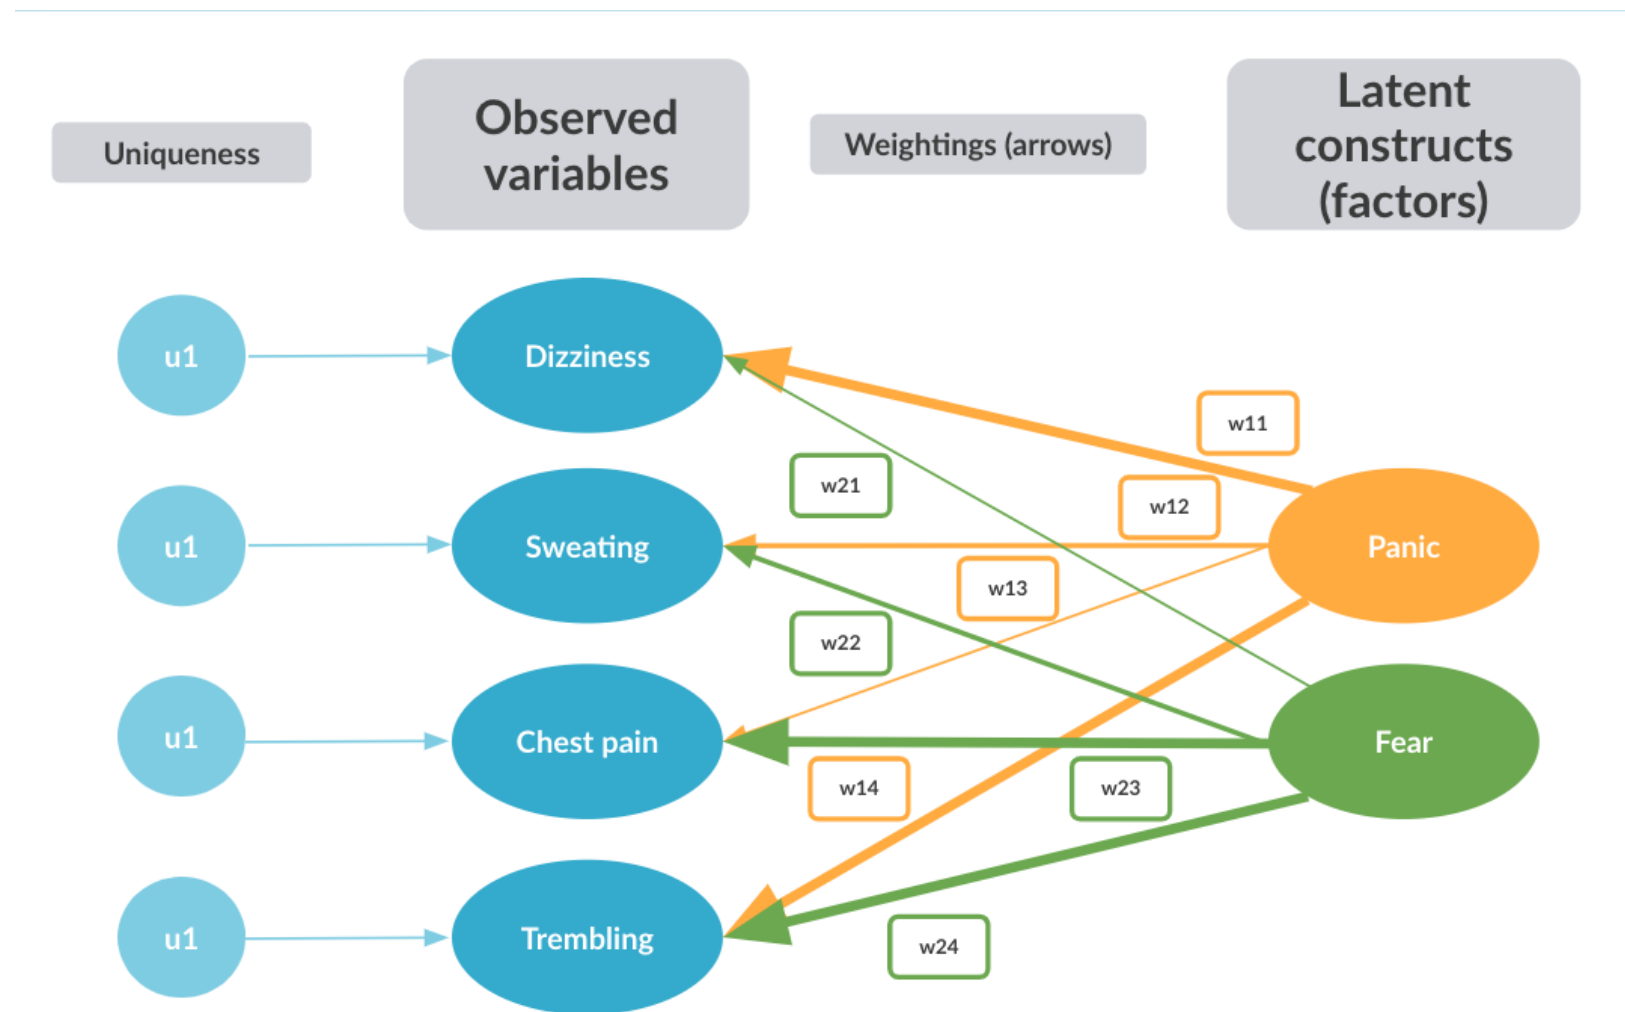 Uniqueness
Observed
variables
Weightings (arrows)
Latent
constructs
(factors)
u1
Dizziness
w11
w21
w12
u1
Sweating
Panic
w13
w22
u1
Chest pain
Fear
w14
w23
u1
Trembling
w24